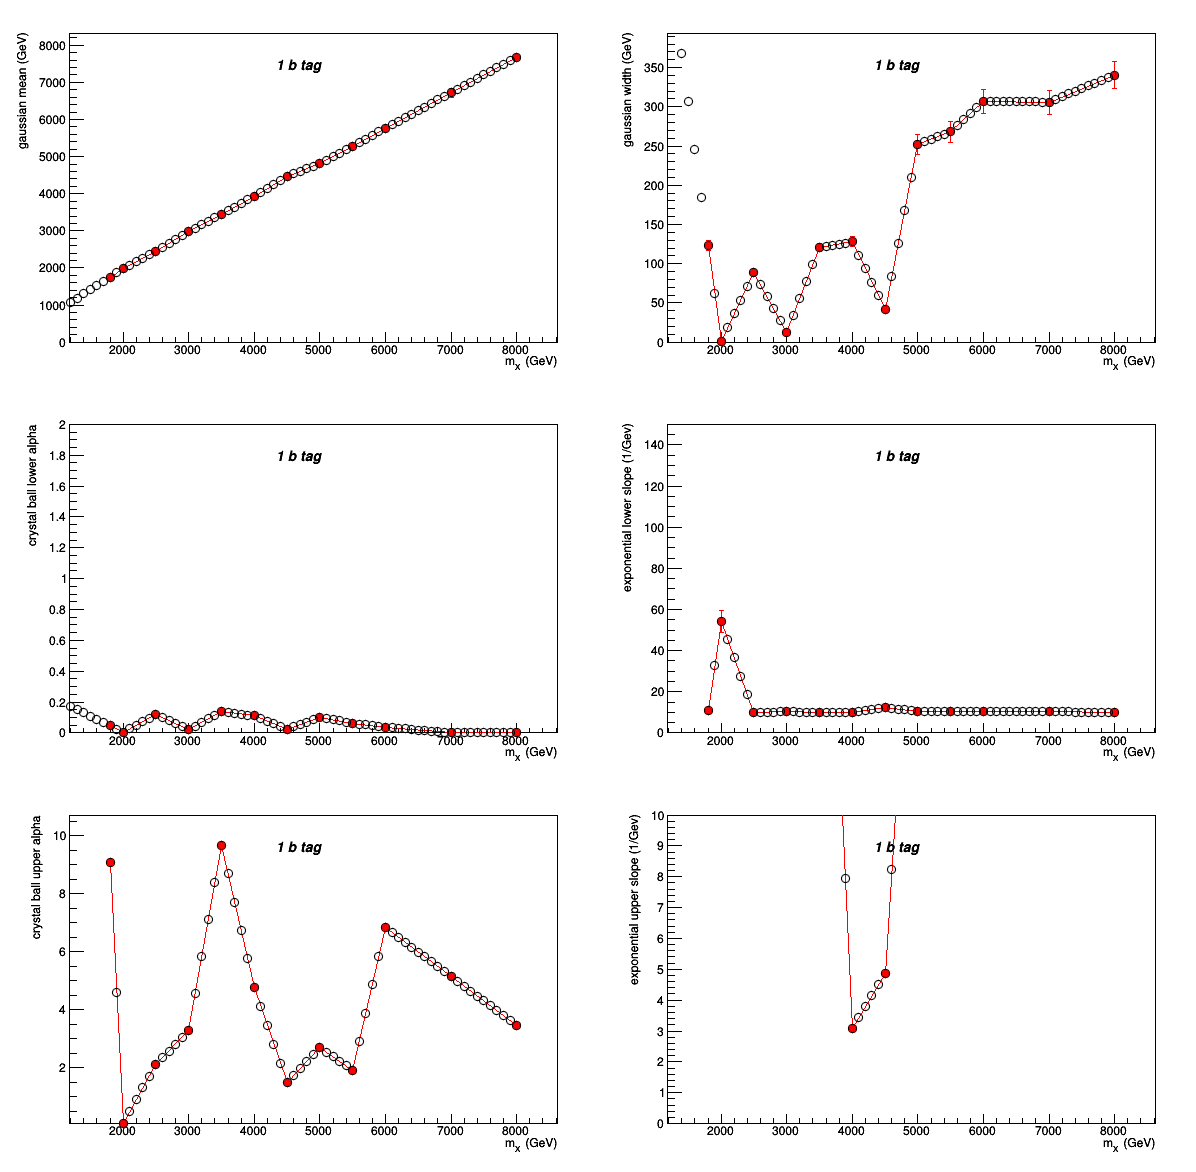 gaussian mean (GeV)
1 b tag
8000
7000
6000
5000
4000
3000
2000
1000
0
2000 3000 4000 5000 6000 7000 8000
m_x (GeV)
gaussian width (GeV)
1 b tag
350
300
250
200
150
100
50
0
2000 3000 4000 5000 6000 7000 8000
m_x (GeV)
crystal ball lower alpha
1 b tag
2
1.8
1.6
1.4
1.2
1
0.8
0.6
0.4
0.2
0
2000 3000 4000 5000 6000 7000 8000
m_x (GeV)
exponential lower slope (1/Gev)
1 b tag
140
120
100
80
60
40
20
0
2000 3000 4000 5000 6000 7000 8000
m_x (GeV)
crystal ball upper alpha
1 b tag
10
8
6
4
2
2000 3000 4000 5000 6000 7000 8000
m_x (GeV)
exponential upper slope (1/Gev)
1 b tag
10
9
8
7
6
5
4
3
2
1
0
2000 3000 4000 5000 6000 7000 8000
m_x (GeV)